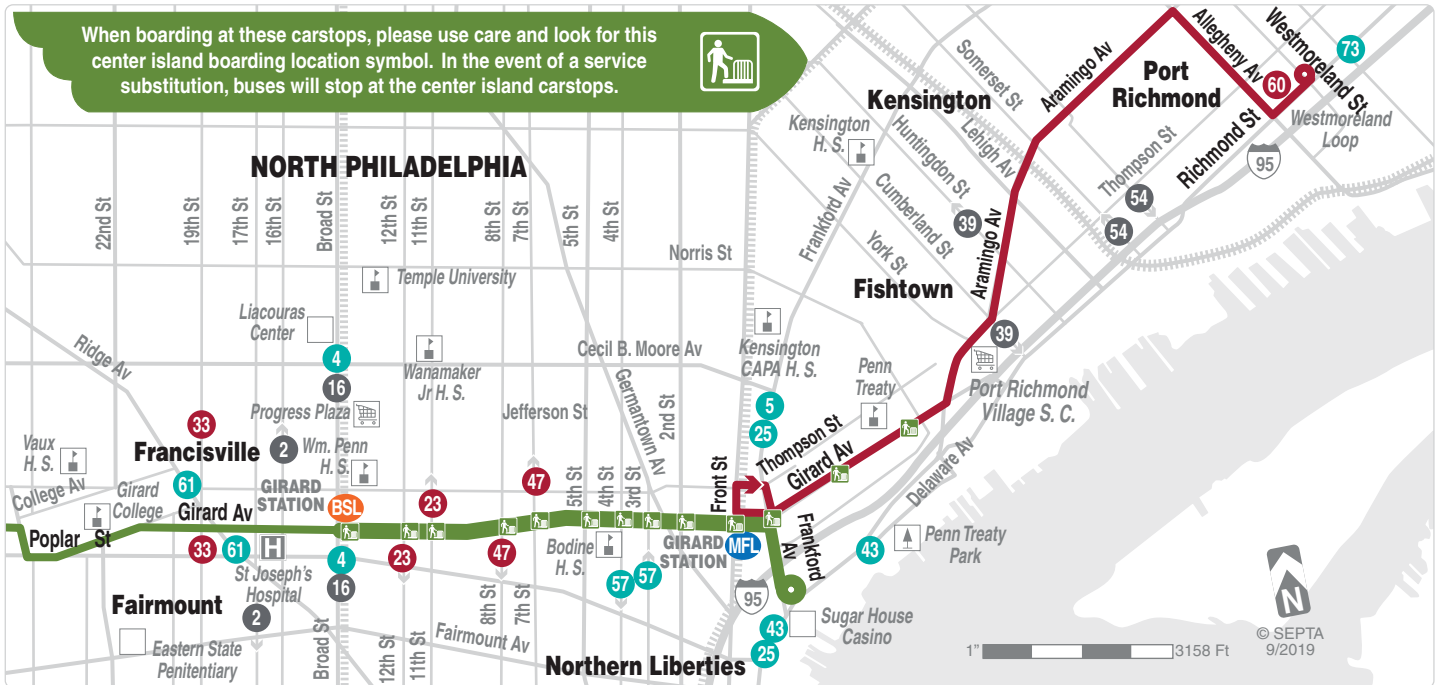 When boarding at these carstops, please use care and look for this
center island boarding location symbol. In the event of a service
substitution, buses will stop at the center island carstops.
NORTH PHILADELPHIA
Kensington
Port
Richmond
Westmoreland St
73
Allegheny Av
60
Aramingo Av
Somerset St
Lehigh Av
Huntingdon St
Cumberland St
York St
Kensington
H. S.
Frankford Av
Thompson St
54
54
Richmond St
95
Westmoreland
Loop
39
Aramingo Av
Fishtown
39
22nd St
19th St
17th St
16th St
Broad St
12th St
11th St
8th St
7th St
5th St
4th St
Norris St
Temple University
Liacouras
Center
4
16
Ridge Av
Wanamaker
Jr H. S.
Cecil B. Moore Av
Kensington
CAPA H. S.
Penn
Treaty
Port Richmond
Village S. C.
Progress Plaza
Jefferson St
Germantown Av
2nd St
5
25
33
Francisville
2
Wm. Penn
H. S.
Vaux
H. S.
College Av
Girard
College
61
Girard Av
GIRARD
STATION
BSL
23
47
5th St
4th St
3rd St
Front St
Thompson St
Girard Av
Delaware Av
Poplar St
33
61
H
St Joseph's
Hospital
4
16
23
47
Bodine
H. S.
57
57
GIRARD
STATION
MFL
Frankford
Av
43
Penn Treaty
Park
Fairmount
2
Eastern State
Penitentiary
Broad St
12th St
11th St
8th St
7th St
Fairmount Av
Northern Liberties
95
43
25
Sugar House
Casino
N
1"
3158 Ft
© SEPTA
9/2019